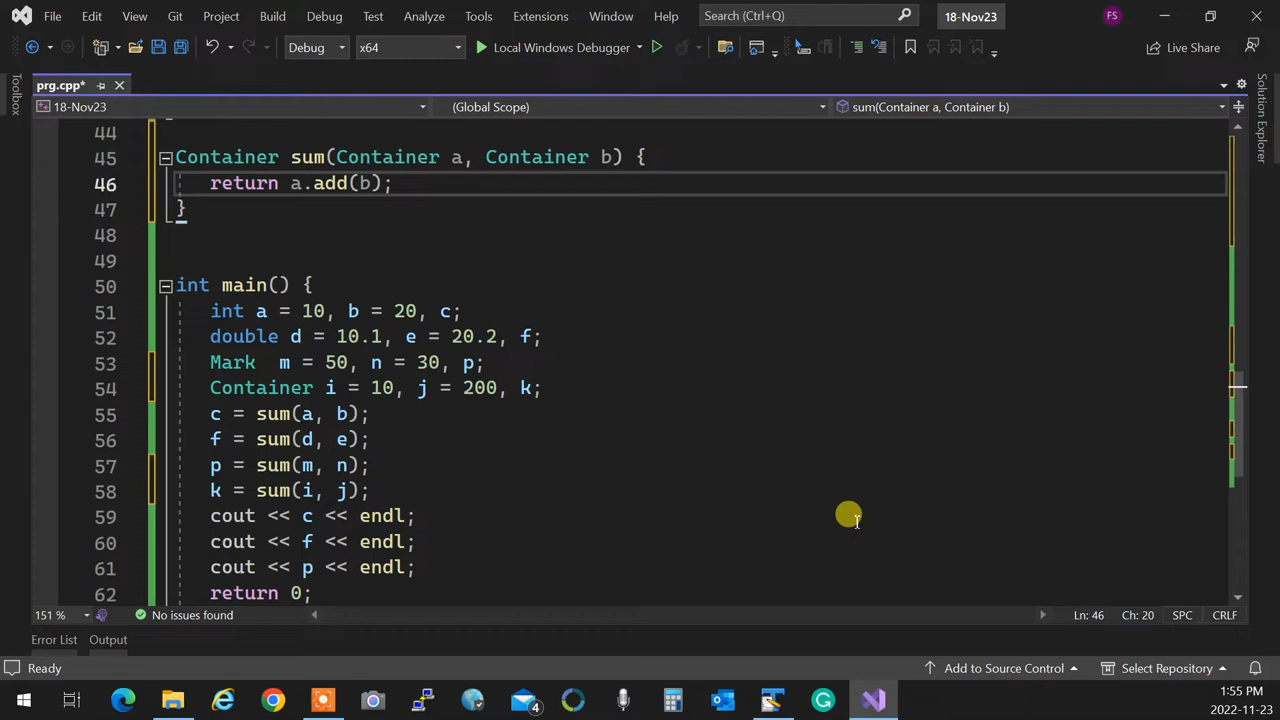 File Edit View Git Project Build Debug Test Analyze Tools Extensions Window Help Search (Ctrl+Q) 18-Nov23 FS
Debug x64 Local Windows Debugger Live Share
prg.cpp*
18-Nov23 (Global Scope) sum(Container a, Container b)
Toolbox
Solution Explorer
44
45 Container sum(Container a, Container b) {
46 return a.add(b);
47 }
48
49
50 int main() {
51 int a = 10, b = 20, c;
52 double d = 10.1, e = 20.2, f;
53 Mark  m = 50, n = 30, p;
54 Container i = 10, j = 200, k;
55 c = sum(a, b);
56 f = sum(d, e);
57 p = sum(m, n);
58 k = sum(i, j);
59 cout << c << endl;
60 cout << f << endl;
61 cout << p << endl;
62 return 0;
151 % No issues found Ln: 46 Ch: 20 SPC CRLF
Error List Output
Ready Add to Source Control Select Repository
4
1:55 PM
2022-11-23